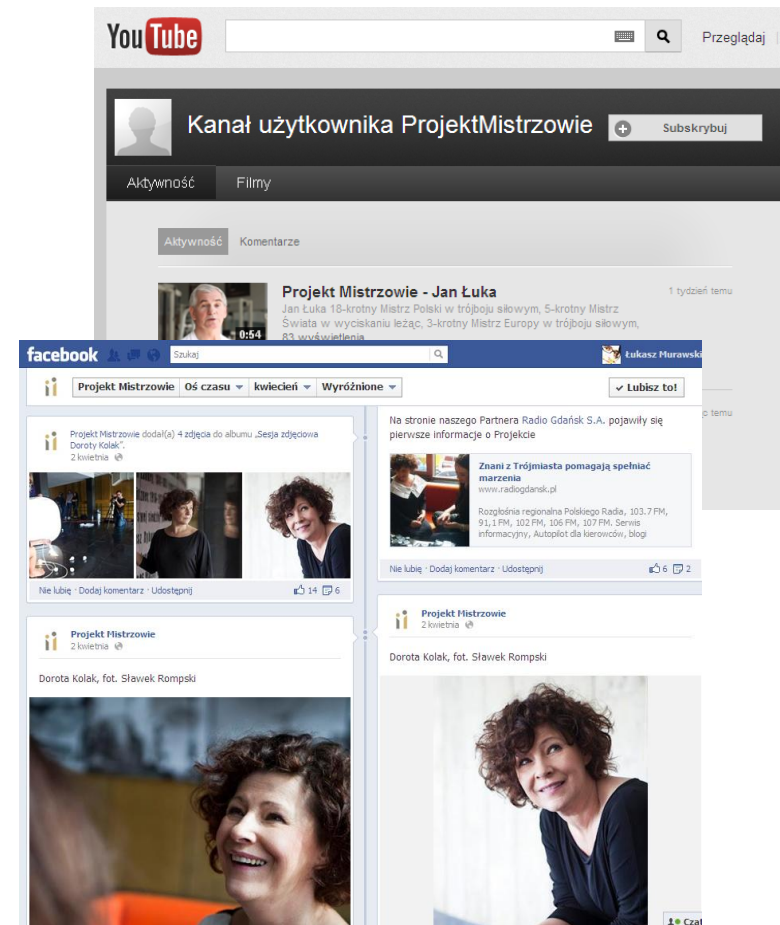 YouTube
Przeglądaj
Kanał użytkownika ProjektMistrzowie
Subskrybuj
Aktywność Filmy
Aktywność Komentarze
Projekt Mistrzowie - Jan Łuka
1 tydzień temu
Jan Łuka 18-krotny Mistrz Polski w trójboju siłowym, 5-krotny Mistrz
Świata w wyciskaniu leżąc, 3-krotny Mistrz Europy w trójboju siłowym,
83 wyświetlenia
0:54
temu
facebook
Szukaj
Łukasz Murawski
Projekt Mistrzowie Oś czasu kwiecień Wyróżnione
Lubisz to!
Projekt Mistrzowie dodał(a) 4 zdjęcia do albumu „Sesja zdjęciowa
Doroty Kolak”.
2 kwietnia
Nie lubię · Dodaj komentarz · Udostępnij
14 6
Projekt Mistrzowie
2 kwietnia
Dorota Kolak, fot. Sławek Rompski
Na stronie naszego Partnera Radio Gdańsk S.A. pojawiły się
pierwsze informacje o Projekcie
Znani z Trójmiasta pomagają spełniać
marzenia
www.radiogdansk.pl
Rozgłośnia regionalna Polskiego Radia, 103.7 FM,
91,1 FM, 102 FM, 106 FM, 107 FM. Serwis
informacyjny, Autopilot dla kierowców, blogi
Nie lubię · Dodaj komentarz · Udostępnij
6 2
Projekt Mistrzowie
2 kwietnia
Dorota Kolak, fot. Sławek Rompski